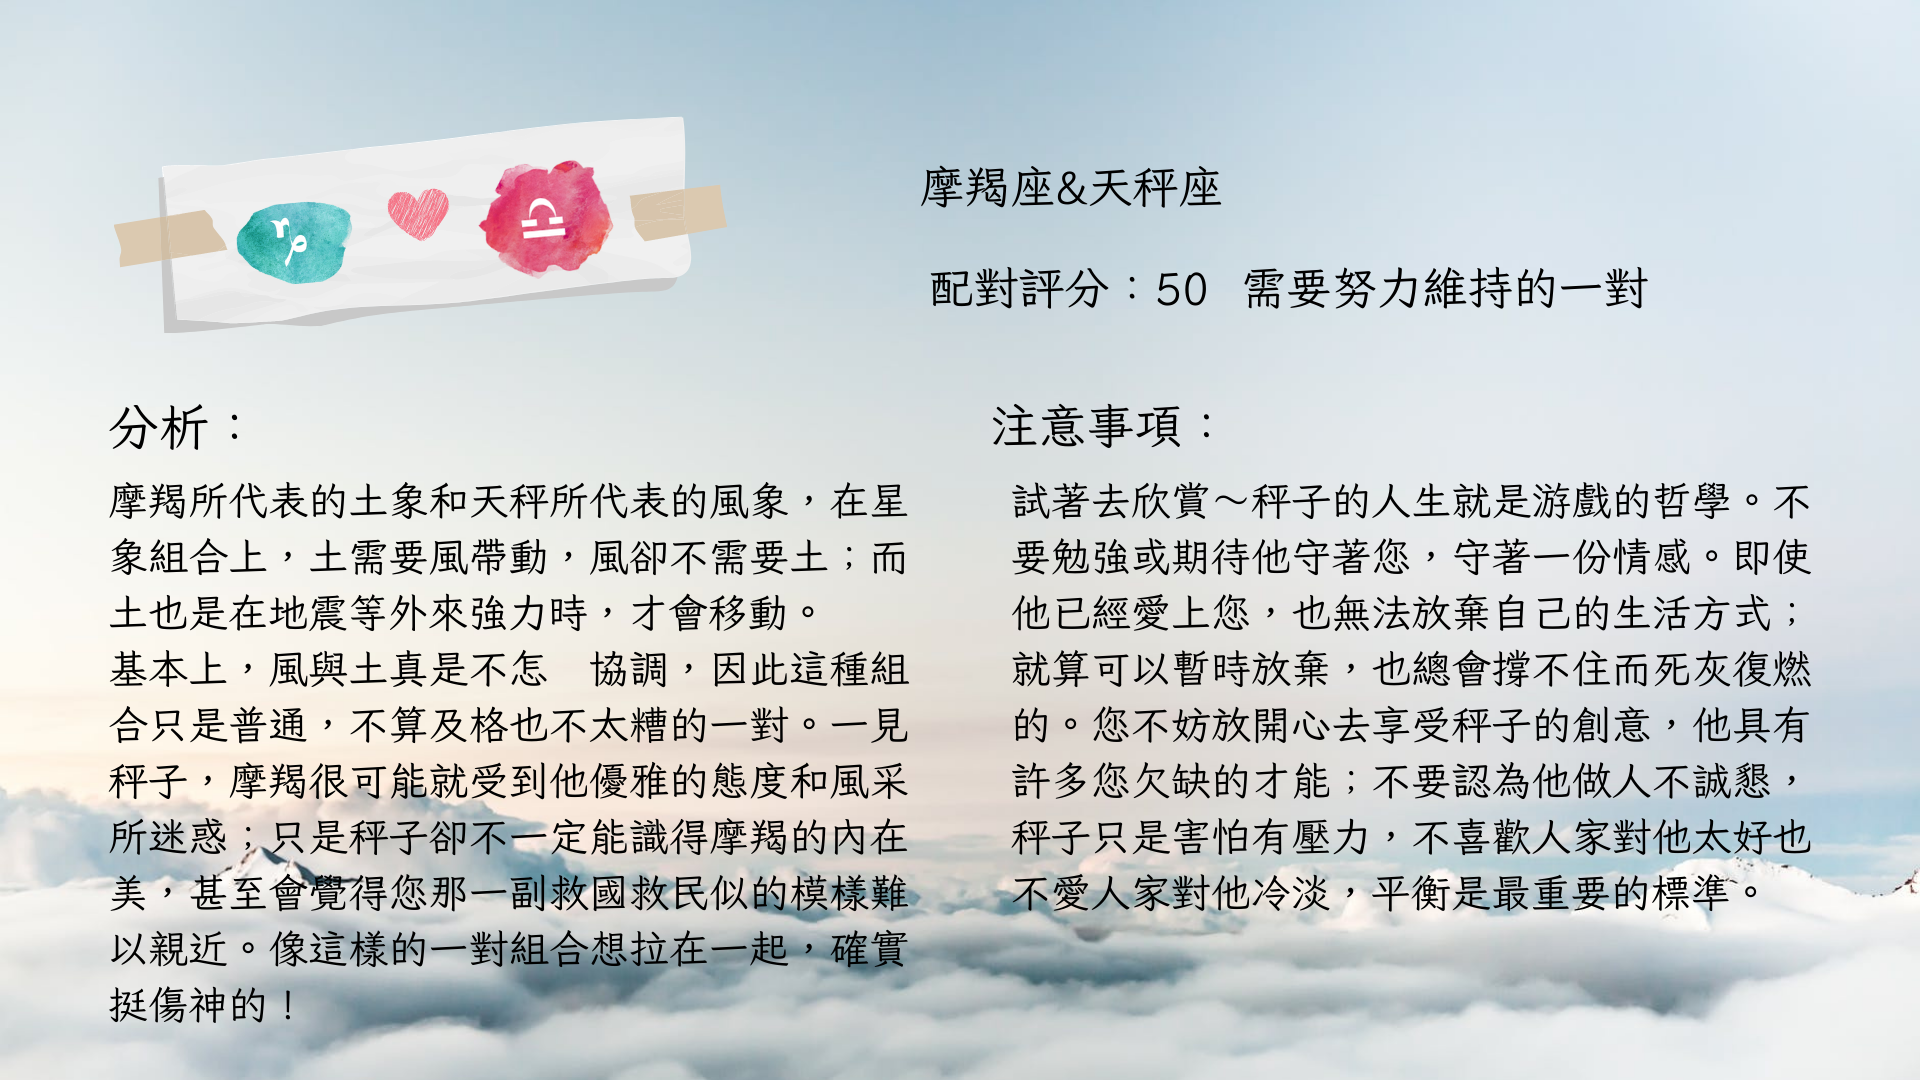 摩羯座&天秤座
配對評分：50 需要努力維持的一對
分析：
摩羯所代表的土象和天秤所代表的風象，在星
象組合上，土需要風帶動，風卻不需要土；而
土也是在地震等外來強力時，才會移動。
基本上，風與土真是不怎　協調，因此這種組
合只是普通，不算及格也不太糟的一對。一見
秤子，摩羯很可能就受到他優雅的態度和風采
所迷惑；只是秤子卻不一定能識得摩羯的內在
美，甚至會覺得您那一副救國救民似的模樣難
以親近。像這樣的一對組合想拉在一起，確實
挺傷神的！
注意事項：
試著去欣賞～秤子的人生就是游戲的哲學。不
要勉強或期待他守著您，守著一份情感。即使
他已經愛上您，也無法放棄自己的生活方式；
就算可以暫時放棄，也總會撐不住而死灰復燃
的。您不妨放開心去享受秤子的創意，他具有
許多您欠缺的才能；不要認為他做人不誠懇，
秤子只是害怕有壓力，不喜歡人家對他太好也
不愛人家對他冷淡，平衡是最重要的標準。